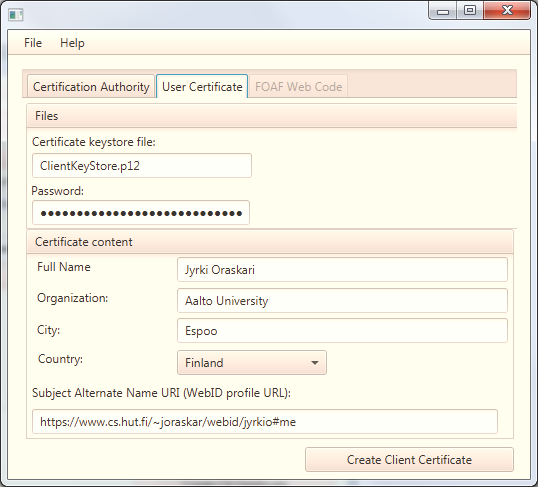 File Help
Certification Authority User Certificate FOAF Web Code
Files
Certificate keystore file:
ClientKeyStore.p12
Password:
●●●●●●●●●●●●●●●●●●●●●●●●●●●●
Certificate content
Full Name Jyrki Oraskari
Organization: Aalto University
City: Espoo
Country: Finland
Subject Alternate Name URI (WebID profile URL):
https://www.cs.hut.fi/~joraskar/webid/jyrkio#me
Create Client Certificate